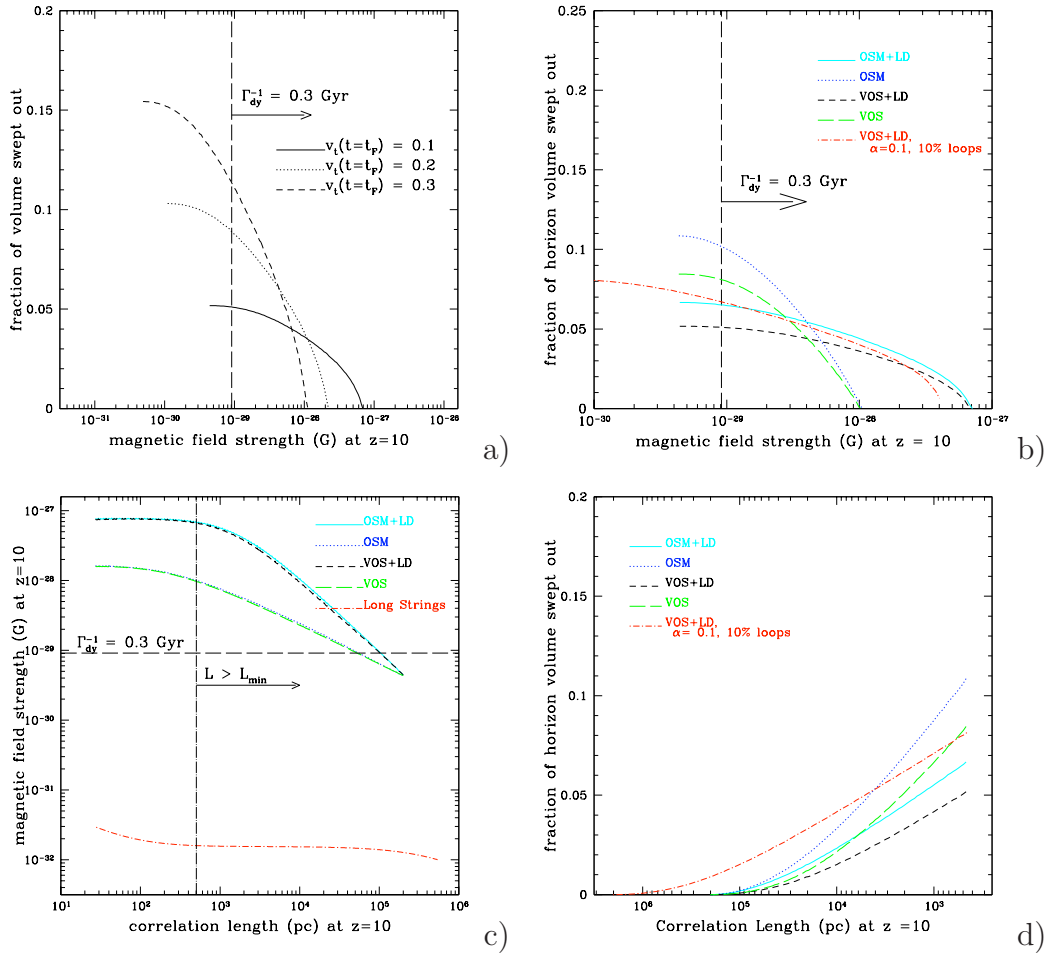 0.2
0.15
0.1
0.05
0
fraction of volume swept out
Γdy⁻¹ = 0.3 Gyr
vt(t=tF) = 0.1
vt(t=tF) = 0.2
vt(t=tF) = 0.3
10⁻³¹ 10⁻³⁰ 10⁻²⁹ 10⁻²⁸ 10⁻²⁷ 10⁻²⁶
magnetic field strength (G) at z=10
a)
0.25
0.2
0.15
0.1
0.05
0
fraction of horizon volume swept out
OSM+LD
OSM
VOS+LD
VOS
VOS+LD,
α=0.1, 10% loops
Γdy⁻¹ = 0.3 Gyr
10⁻³⁰ 10⁻²⁹ 10⁻²⁸ 10⁻²⁷
magnetic field strength (G) at z = 10
b)
10⁻²⁷
10⁻²⁸
10⁻²⁹
10⁻³⁰
10⁻³¹
10⁻³²
magnetic field strength (G) at z=10
OSM+LD
OSM
VOS+LD
VOS
Long Strings
Γdy⁻¹ = 0.3 Gyr
L > Lmin
10¹ 10² 10³ 10⁴ 10⁵ 10⁶
correlation length (pc) at z=10
c)
0.2
0.15
0.1
0.05
0
fraction of horizon volume swept out
OSM+LD
OSM
VOS+LD
VOS
VOS+LD,
α= 0.1, 10% loops
10⁶ 10⁵ 10⁴ 10³
Correlation Length (pc) at z =10
d)